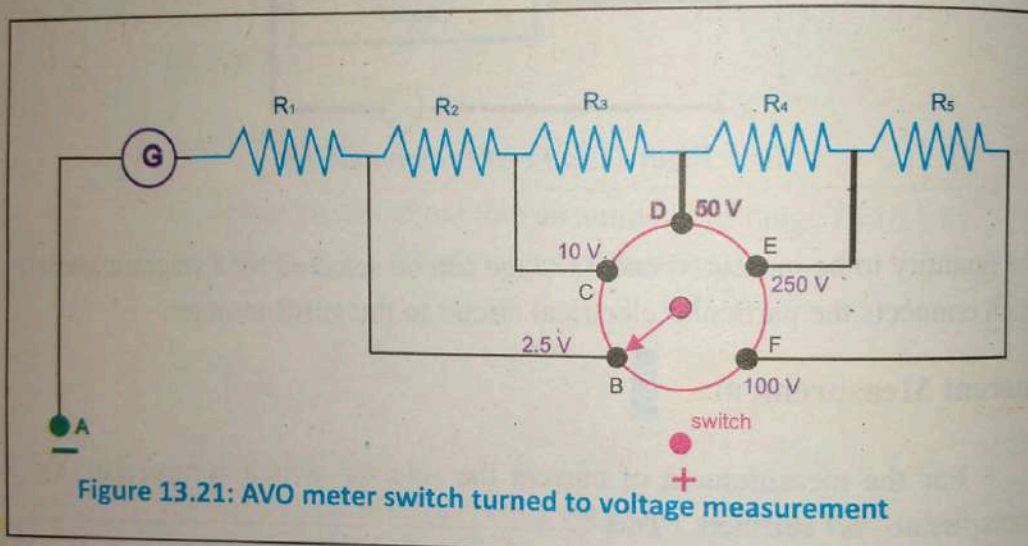 R1 R2 R3 R4 R5
G
D 50 V
10 V
E
C
250 V
2.5 V
F
B
100 V
A
switch
+
Figure 13.21: AVO meter switch turned to voltage measurement